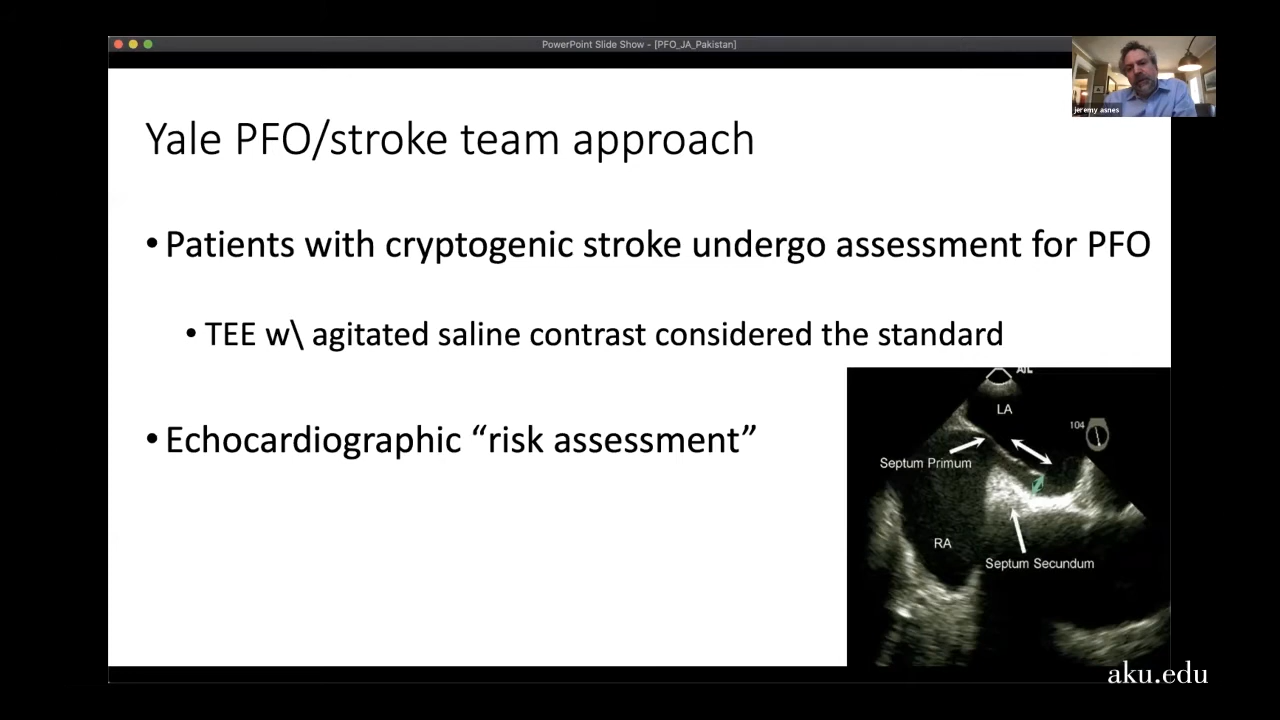 PowerPoint Slide Show - [PFO_JA_Pakistan]
jeremy asnes
Yale PFO/stroke team approach
• Patients with cryptogenic stroke undergo assessment for PFO
• TEE w\ agitated saline contrast considered the standard
• Echocardiographic “risk assessment”
LA
104
Septum Primum
RA
Septum Secundum
aku.edu